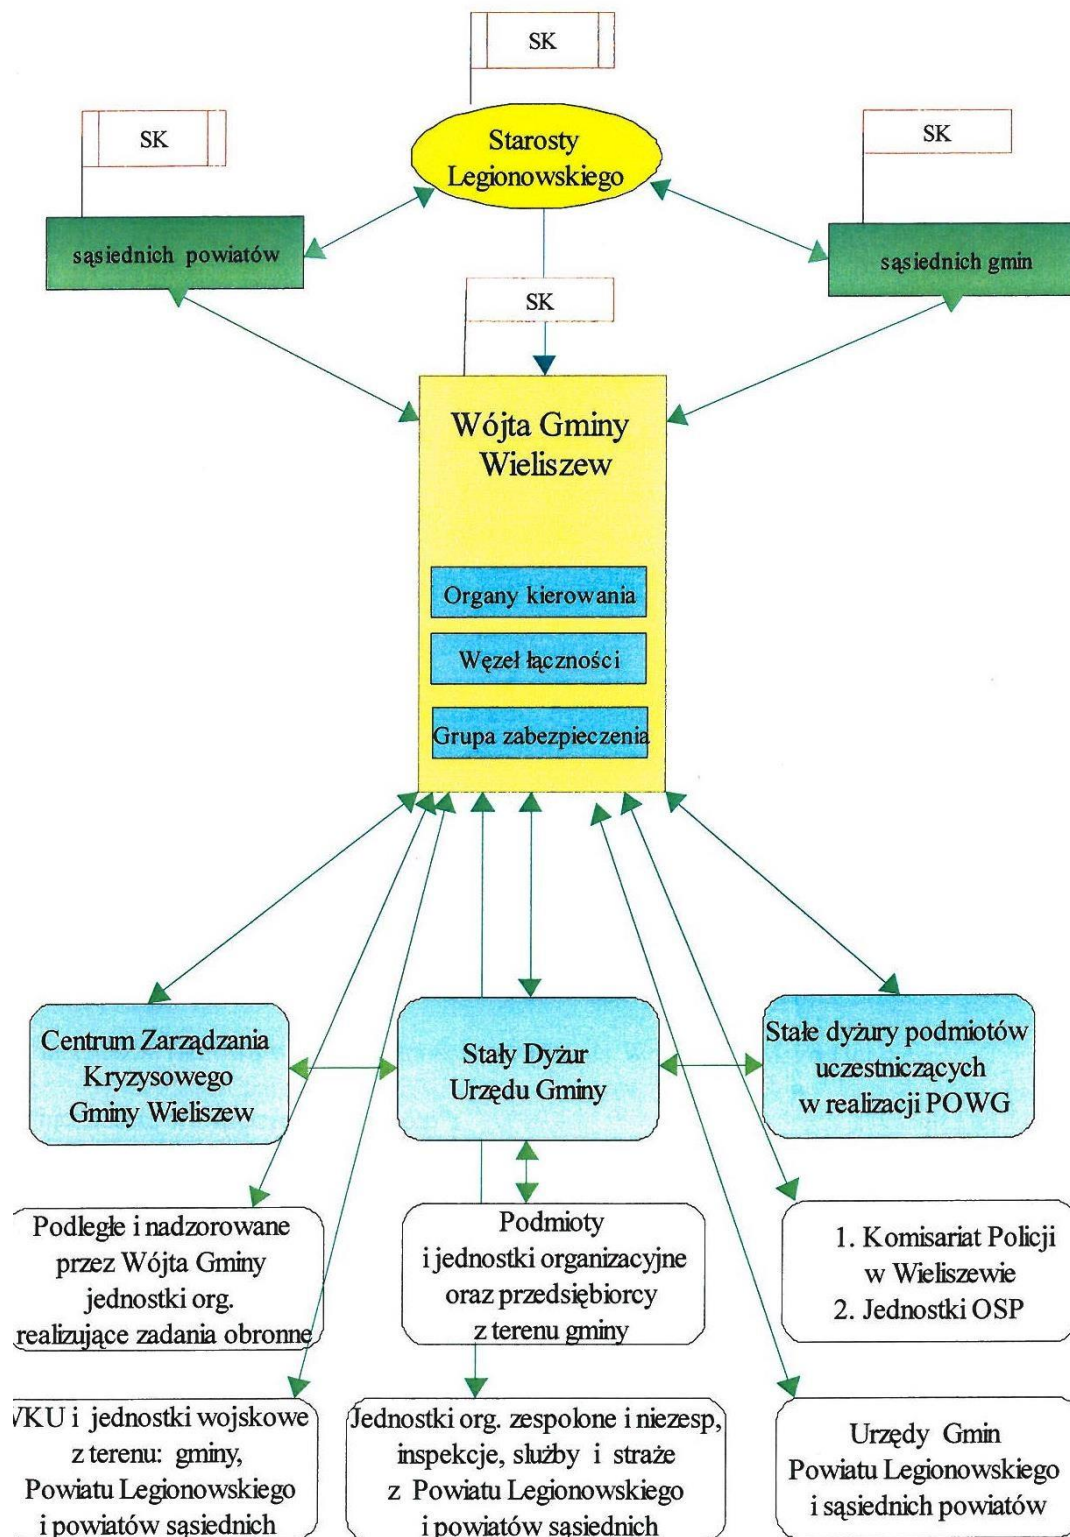 SK
SK
SK
Starosty
Legionowskiego
sąsiednich powiatów
sąsiednich gmin
SK
Wójta Gminy
Wieliszew
Organy kierowania
Węzeł łączności
Grupa zabezpieczenia
Centrum Zarządzania
Kryzysowego
Gminy Wieliszew
Stały Dyżur
Urzędu Gminy
Stałe dyżury podmiotów
uczestniczących
w realizacji POWG
Podległe i nadzorowane
przez Wójta Gminy
jednostki org.
realizujące zadania obronne
Podmioty
i jednostki organizacyjne
oraz przedsiębiorcy
z terenu gminy
1. Komisariat Policji
w Wieliszewie
2. Jednostki OSP
VKU i jednostki wojskowe
z terenu: gminy,
Powiatu Legionowskiego
i powiatów sąsiednich
Jednostki org. zespolone i niezesp,
inspekcje, służby i straże
z Powiatu Legionowskiego
i powiatów sąsiednich
Urzędy Gmin
Powiatu Legionowskiego
i sąsiednich powiatów